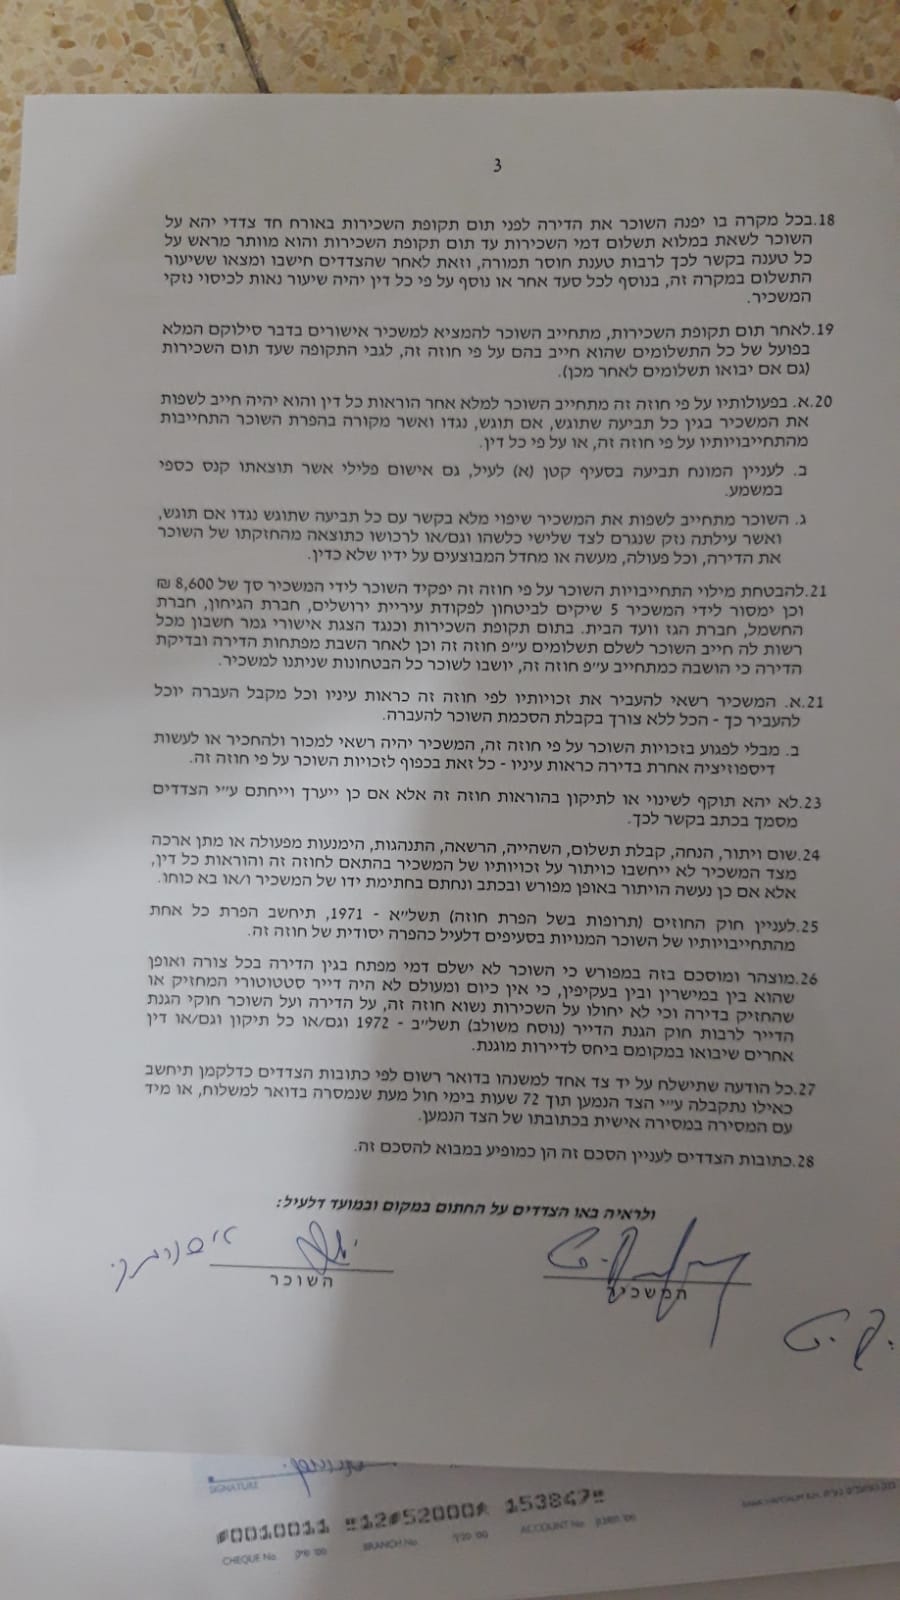 3
18.בכל מקרה בו יפנה השוכר את הדירה לפני תום תקופת השכירות באורח חד צדדי יהא על
השוכר לשאת במלוא תשלום דמי השכירות עד תום תקופת השכירות והוא מוותר מראש על
כל טענה בקשר לכך לרבות טענת חוסר תמורה, וזאת לאחר שהצדדים חישבו ומצאו ששיעור
התשלום במקרה זה, בנוסף לכל סעד אחר או נוסף על פי כל דין יהיה שיעור נאות לכיסוי נזקי
המשכיר.
19.לאחר תום תקופת השכירות, מתחייב השוכר להמציא למשכיר אישורים בדבר סילוקם המלא
בפועל של כל התשלומים שהוא חייב בהם על פי חוזה זה, לגבי התקופה שעד תום השכירות
(גם אם יבואו תשלומים לאחר מכן).
20.א. בפעולותיו על פי חוזה זה מתחייב השוכר למלא אחר הוראות כל דין והוא יהיה חייב לשפות
את המשכיר בגין כל תביעה שתוגש, אם תוגש, נגדו ואשר מקורה בהפרת השוכר התחייבות
מהתחייבויותיו על פי חוזה זה, או על פי כל דין.
ב. לעניין המונח תביעה בסעיף קטן (א) לעיל, גם אישום פלילי אשר תוצאתו קנס כספי
במשמע.
ג. השוכר מתחייב לשפות את המשכיר שיפוי מלא בקשר עם כל תביעה שתוגש נגדו אם תוגש,
ואשר עילתה נזק שנגרם לצד שלישי כלשהו וגם/או לרכושו כתוצאה מהחזקתו של השוכר
את הדירה, וכל פעולה, מעשה או מחדל המבוצעים על ידיו שלא כדין.
21.להבטחת מילוי התחייבויות השוכר על פי חוזה זה יפקיד השוכר לידי המשכיר סך של 8,600 ₪
וכן ימסור לידי המשכיר 5 שיקים לביטחון לפקודת עיריית ירושלים, חברת הגיחון, חברת
החשמל, חברת הגז וועד הבית. בתום תקופת השכירות וכנגד הצגת אישורי גמר חשבון מכל
רשות לה חייב השוכר לשלם תשלומים ע״פ חוזה זה וכן לאחר השבת מפתחות הדירה ובדיקת
הדירה כי הושבה כמתחייב ע״פ חוזה זה, יושבו לשוכר כל הבטחונות שניתנו למשכיר.
21.א. המשכיר רשאי להעביר את זכויותיו לפי חוזה זה כראות עיניו וכל מקבל העברה יוכל
להעביר כך - הכל ללא צורך בקבלת הסכמת השוכר להעברה.
ב. מבלי לפגוע בזכויות השוכר על פי חוזה זה, המשכיר יהיה רשאי למכור ולהחכיר או לעשות
דיספוזיציה אחרת בדירה כראות עיניו - כל זאת בכפוף לזכויות השוכר על פי חוזה זה.
23.לא יהא תוקף לשינוי או לתיקון בהוראות חוזה זה אלא אם כן ייערך וייחתם ע״י הצדדים
מסמך בכתב בקשר לכך.
24.שום ויתור, הנחה, קבלת תשלום, השהייה, הרשאה, התנהגות, הימנעות מפעולה או מתן ארכה
מצד המשכיר לא ייחשבו כויתור על זכויותיו של המשכיר בהתאם לחוזה זה והוראות כל דין,
אלא אם כן נעשה הויתור באופן מפורש ובכתב ונחתם בחתימת ידו של המשכיר ו/או בא כוחו.
25.לעניין חוק החוזים (תרופות בשל הפרת חוזה) תשל״א - 1971, תיחשב הפרת כל אחת
מהתחייבויותיו של השוכר המנויות בסעיפים דלעיל כהפרה יסודית של חוזה זה.
26.מוצהר ומוסכם בזה במפורש כי השוכר לא ישלם דמי מפתח בגין הדירה בכל צורה ואופן
שהוא בין במישרין ובין בעקיפין, כי אין כיום ומעולם לא היה דייר סטטוטורי המחזיק או
שהחזיק בדירה וכי לא יחולו על השכירות נשוא חוזה זה, על הדירה ועל השוכר חוקי הגנת
הדייר לרבות חוק הגנת הדייר (נוסח משולב) תשל״ב - 1972 וגם/או כל תיקון וגם/או דין
אחרים שיבואו במקומם ביחס לדיירות מוגנת.
27.כל הודעה שתישלח על יד צד אחד למשנהו בדואר רשום לפי כתובות הצדדים כדלקמן תיחשב
כאילו נתקבלה ע״י הצד הנמען תוך 72 שעות בימי חול מעת שנמסרה בדואר למשלוח, או מיד
עם המסירה במסירה אישית בכתובתו של הצד הנמען.
28.כתובות הצדדים לעניין הסכם זה הן כמופיע במבוא להסכם זה.
ולראיה באו הצדדים על החתום במקום ובמועד דלעיל:
המשכיר השוכר
SIGNATURE
⑈0010011 ⑈12⑈52000⑈ 153847⑈
CHEQUE No. מס׳ שיק BRANCH No. מס׳ סניף ACCOUNT No. מס׳ חשבון